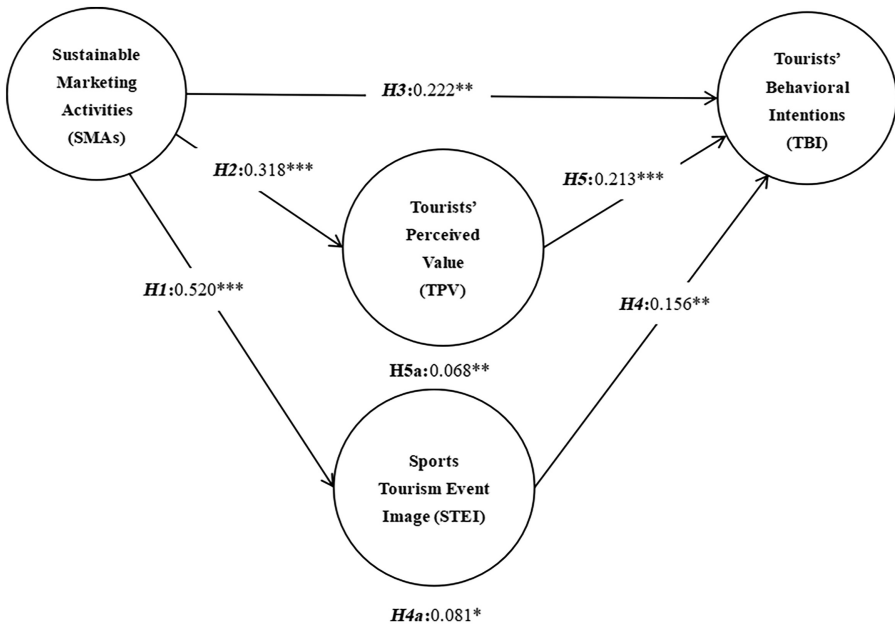 Sustainable
Marketing
Activities
(SMAs)
Tourists’
Behavioral
Intentions
(TBI)
H3:0.222**
H2:0.318***
H5:0.213***
Tourists’
Perceived
Value
(TPV)
H1:0.520***
H4:0.156**
H5a:0.068**
Sports
Tourism Event
Image (STEI)
H4a:0.081*